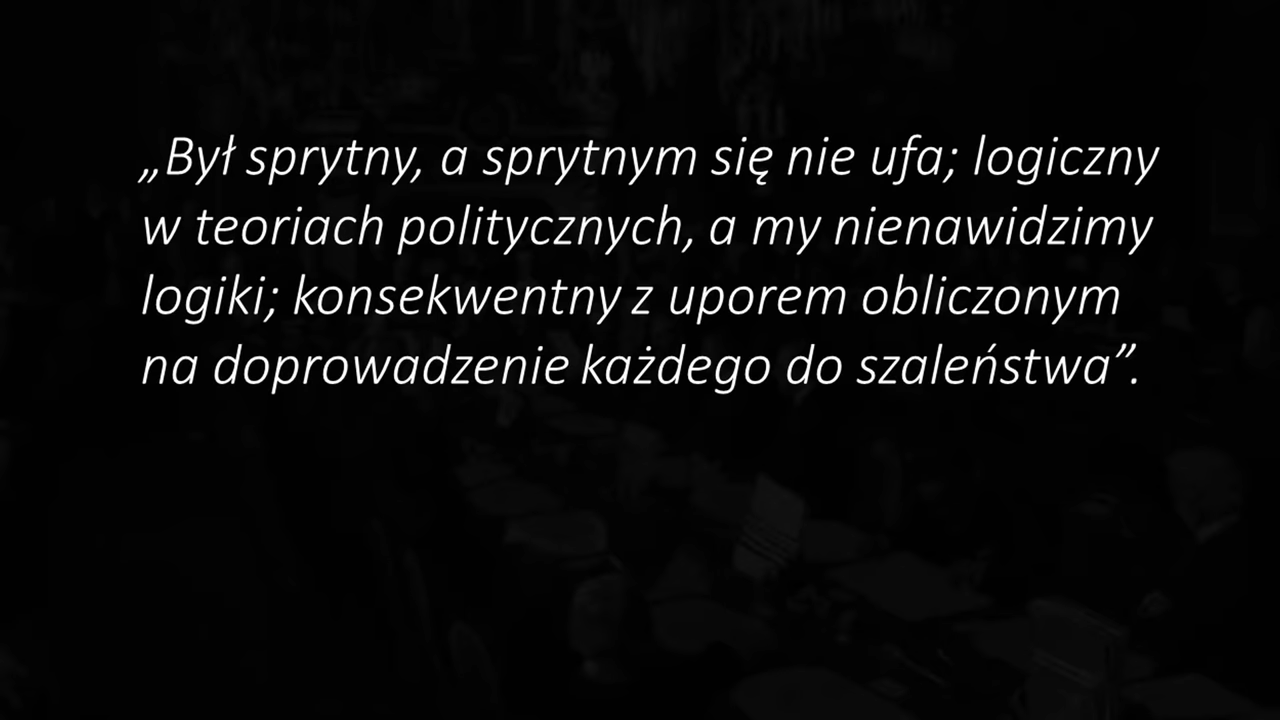 „Był sprytny, a sprytnym się nie ufa; logiczny
w teoriach politycznych, a my nienawidzimy
logiki; konsekwentny z uporem obliczonym
na doprowadzenie każdego do szaleństwa”.